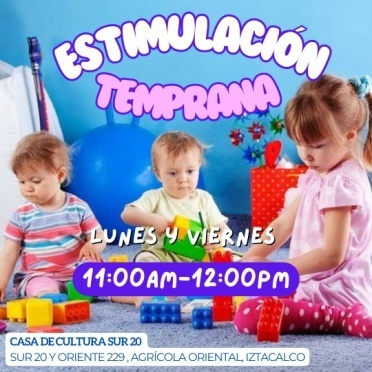 ESTIMULACIÓN
TEMPRANA
LUNES Y VIERNES
11:00AM-12:00PM
CASA DE CULTURA SUR 20
SUR 20 Y ORIENTE 229 , AGRÍCOLA ORIENTAL, IZTACALCO